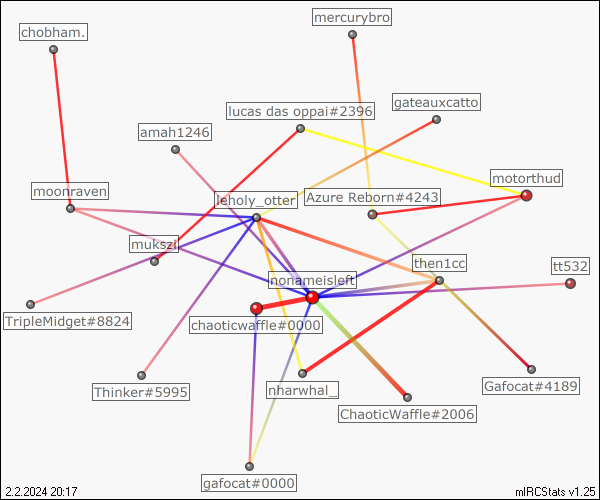 mercurybro
chobham.
gateauxcatto
lucas das oppai#2396
amah1246
motorthud
moonraven
leholy_otter
Azure Reborn#4243
mukszi
then1cc
tt532
nonameisleft
TripleMidget#8824
chaoticwaffle#0000
Thinker#5995
nharwhal_
Gafocat#4189
ChaoticWaffle#2006
gafocat#0000
2.2.2024 20:17
mIRCStats v1.25